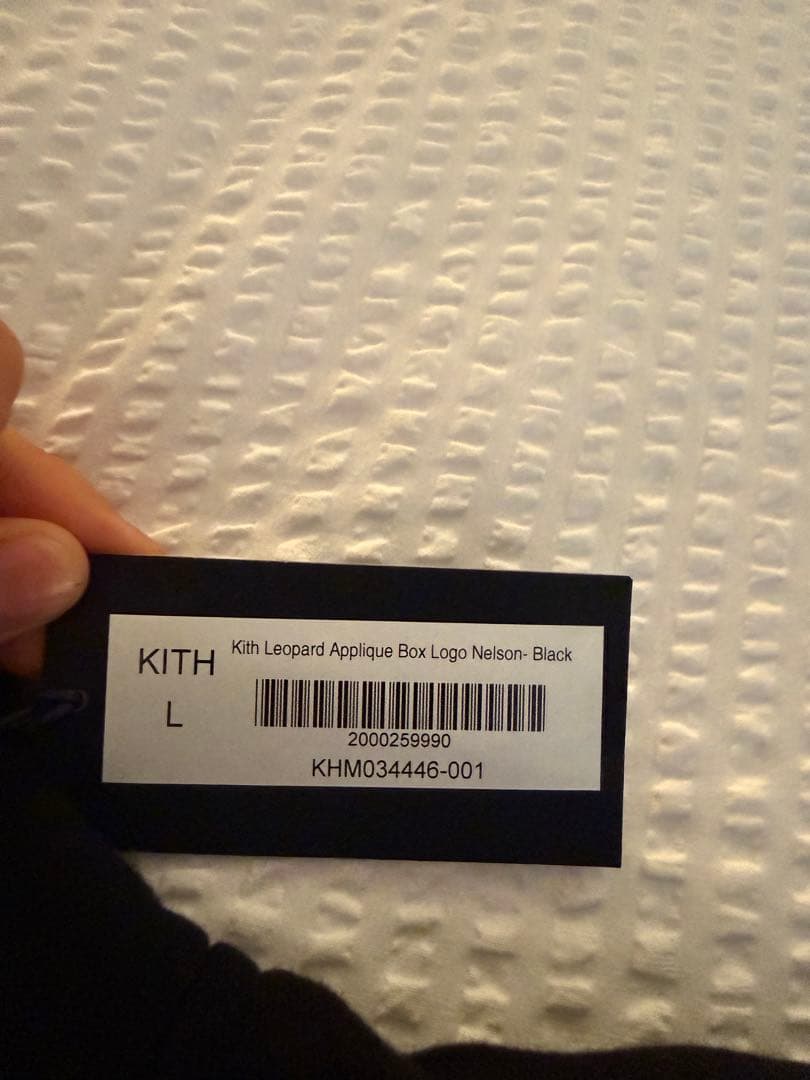 KITH
Kith Leopard Applique Box Logo Nelson- Black
L
2000259990
KHM034446-001